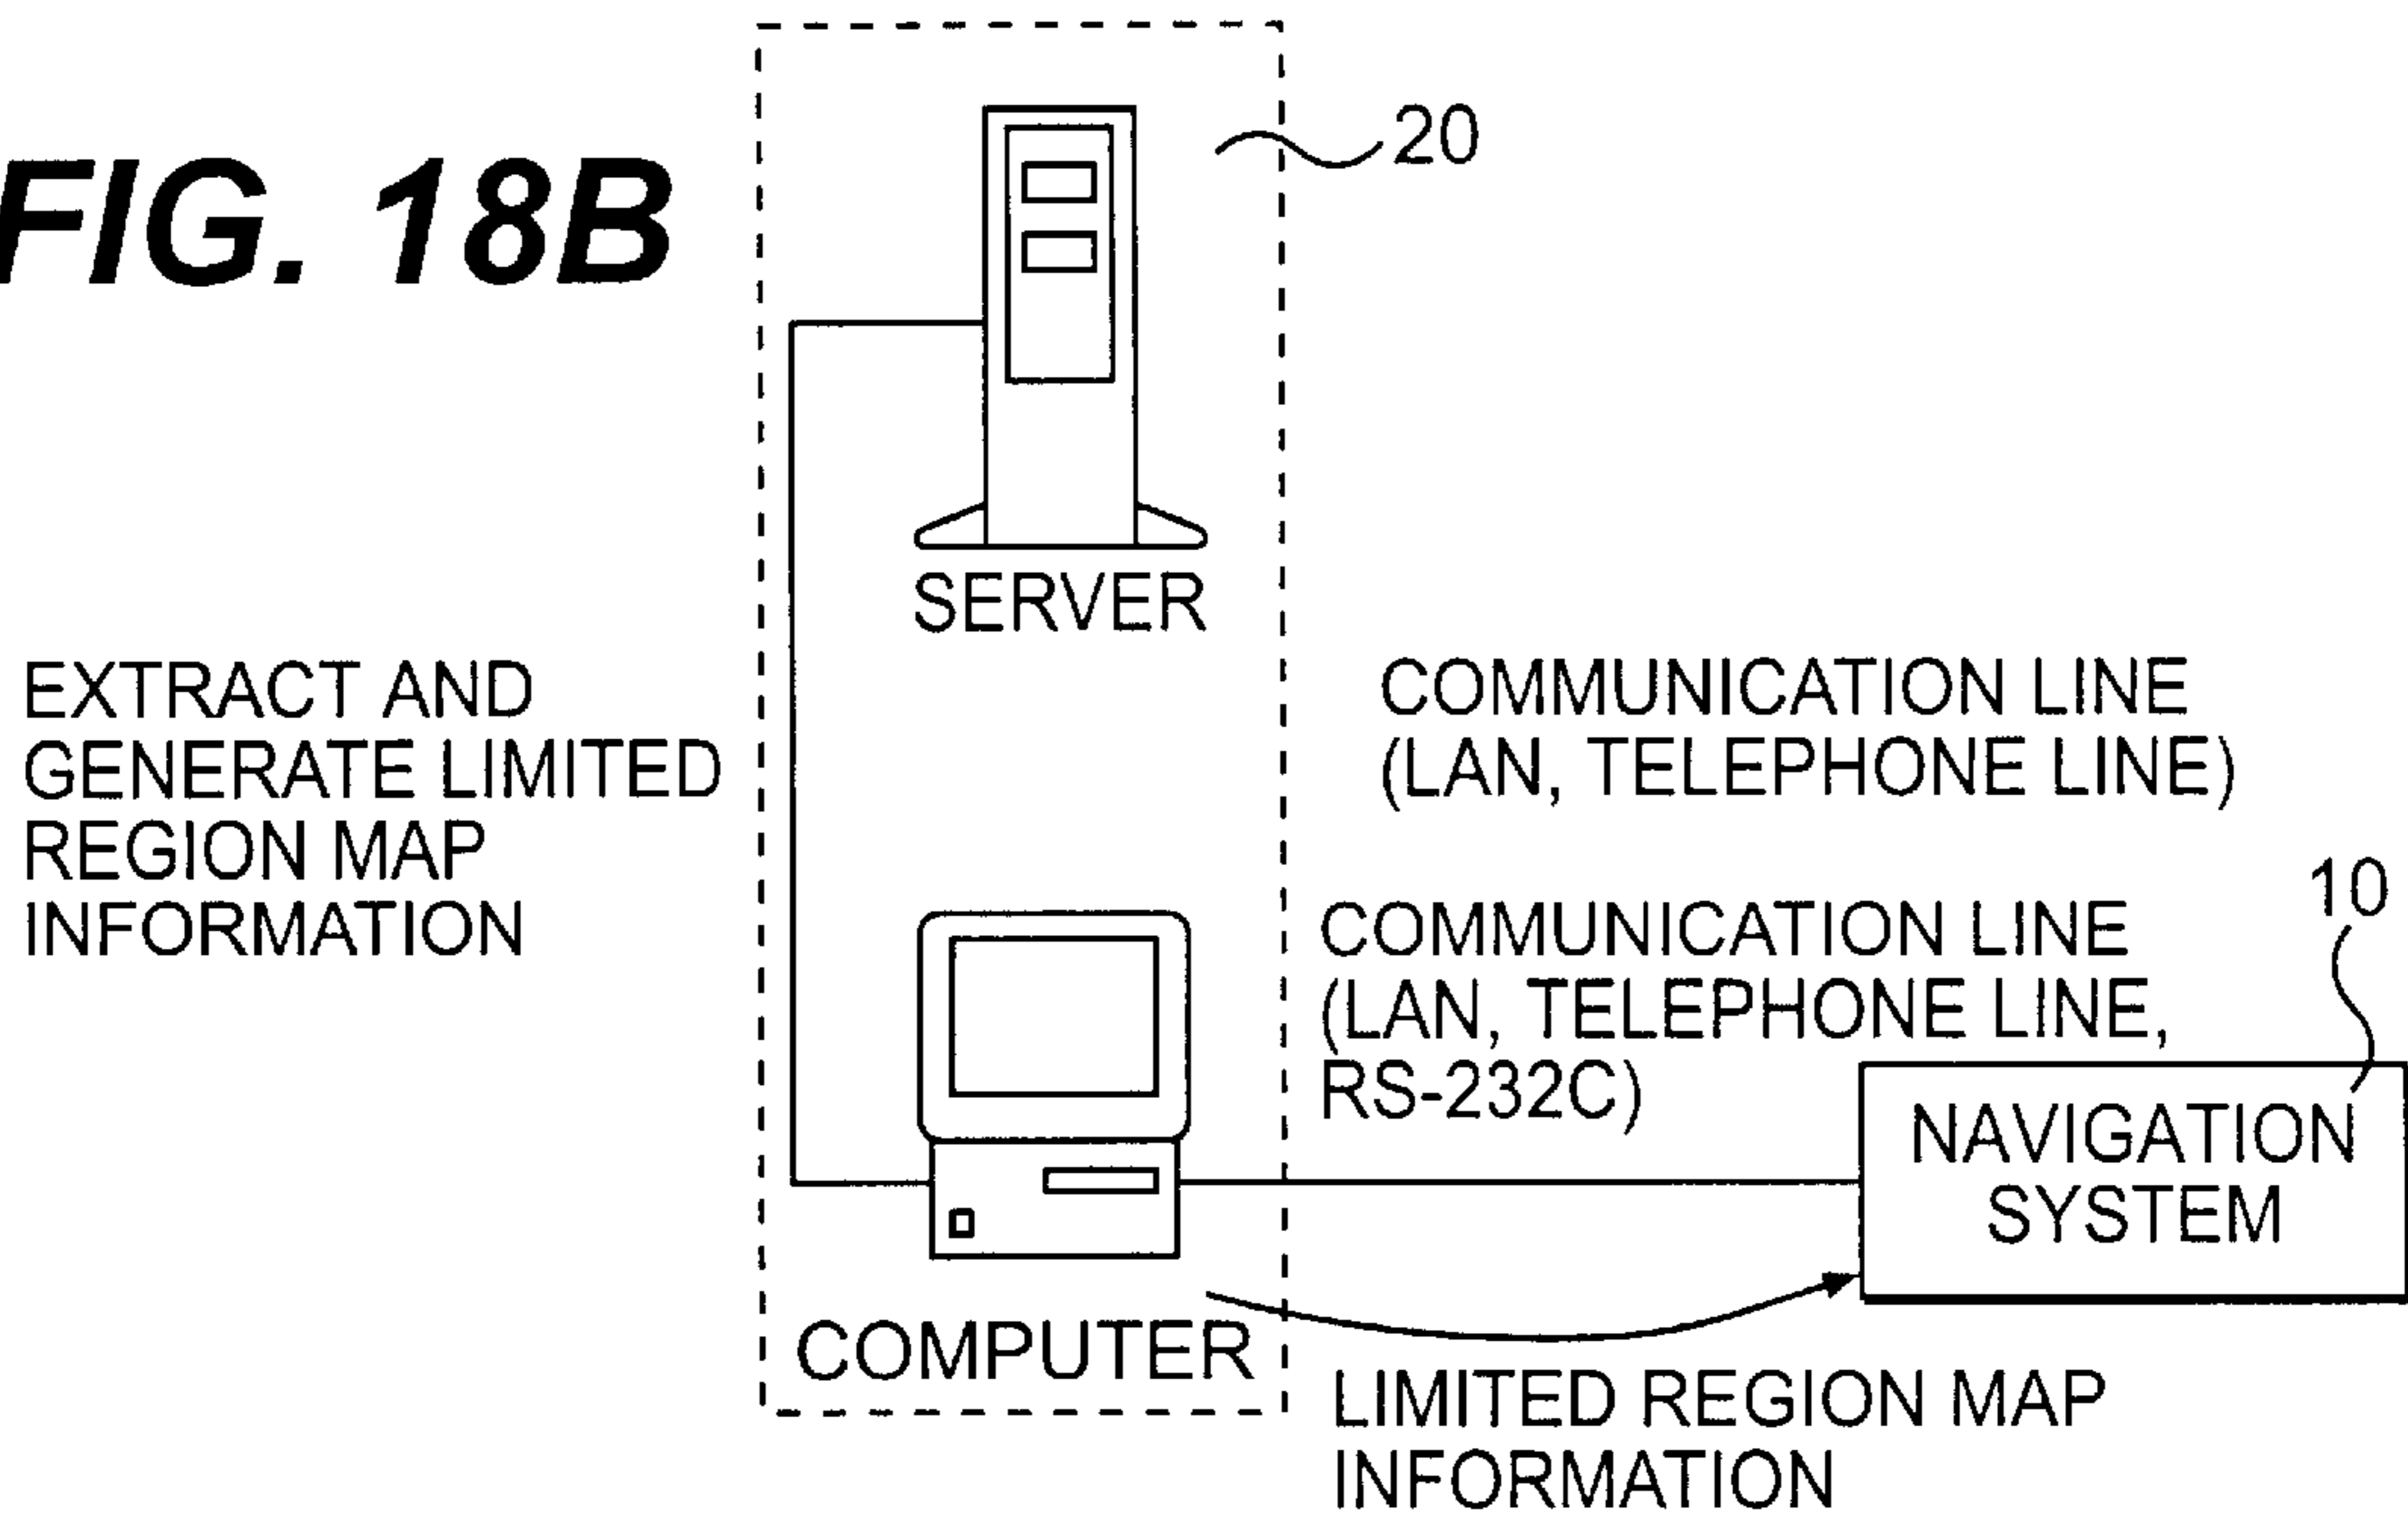 FIG. 18B
20
SERVER
EXTRACT AND
GENERATE LIMITED
REGION MAP
INFORMATION
COMMUNICATION LINE
(LAN, TELEPHONE LINE)
COMMUNICATION LINE
(LAN, TELEPHONE LINE,
RS-232C)
10
NAVIGATION
SYSTEM
COMPUTER
LIMITED REGION MAP
INFORMATION